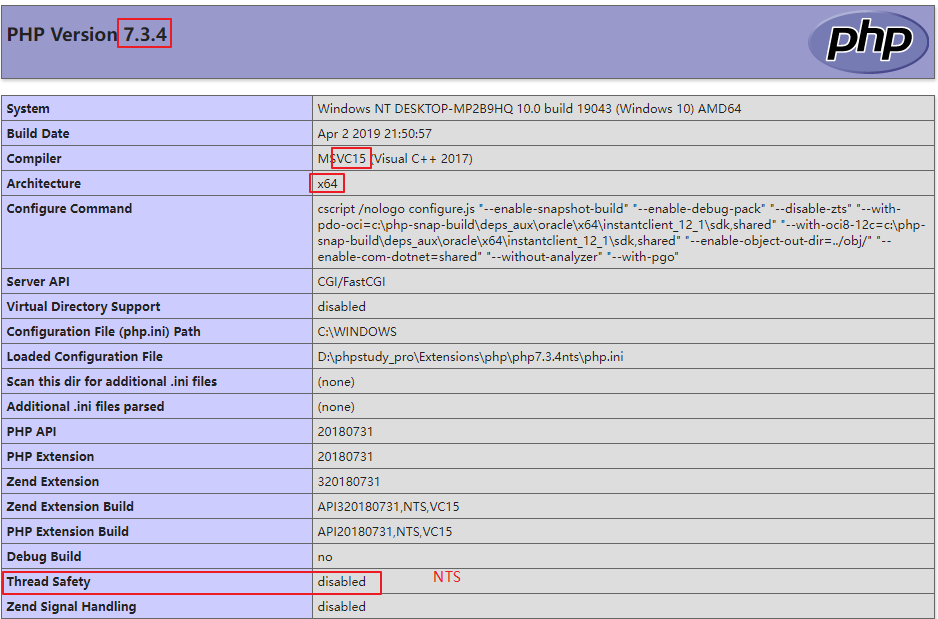 PHP Version 7.3.4
php
System Windows NT DESKTOP-MP2B9HQ 10.0 build 19043 (Windows 10) AMD64
Build Date Apr 2 2019 21:50:57
Compiler MSVC15 (Visual C++ 2017)
Architecture x64
Configure Command cscript /nologo configure.js "--enable-snapshot-build" "--enable-debug-pack" "--disable-zts" "--with-
pdo-oci=c:\php-snap-build\deps_aux\oracle\x64\instantclient_12_1\sdk,shared" "--with-oci8-12c=c:\php-
snap-build\deps_aux\oracle\x64\instantclient_12_1\sdk,shared" "--enable-object-out-dir=../obj/" "--
enable-com-dotnet=shared" "--without-analyzer" "--with-pgo"
Server API CGI/FastCGI
Virtual Directory Support disabled
Configuration File (php.ini) Path C:\WINDOWS
Loaded Configuration File D:\phpstudy_pro\Extensions\php\php7.3.4nts\php.ini
Scan this dir for additional .ini files (none)
Additional .ini files parsed (none)
PHP API 20180731
PHP Extension 20180731
Zend Extension 320180731
Zend Extension Build API320180731,NTS,VC15
PHP Extension Build API20180731,NTS,VC15
Debug Build no
Thread Safety disabled NTS
Zend Signal Handling disabled